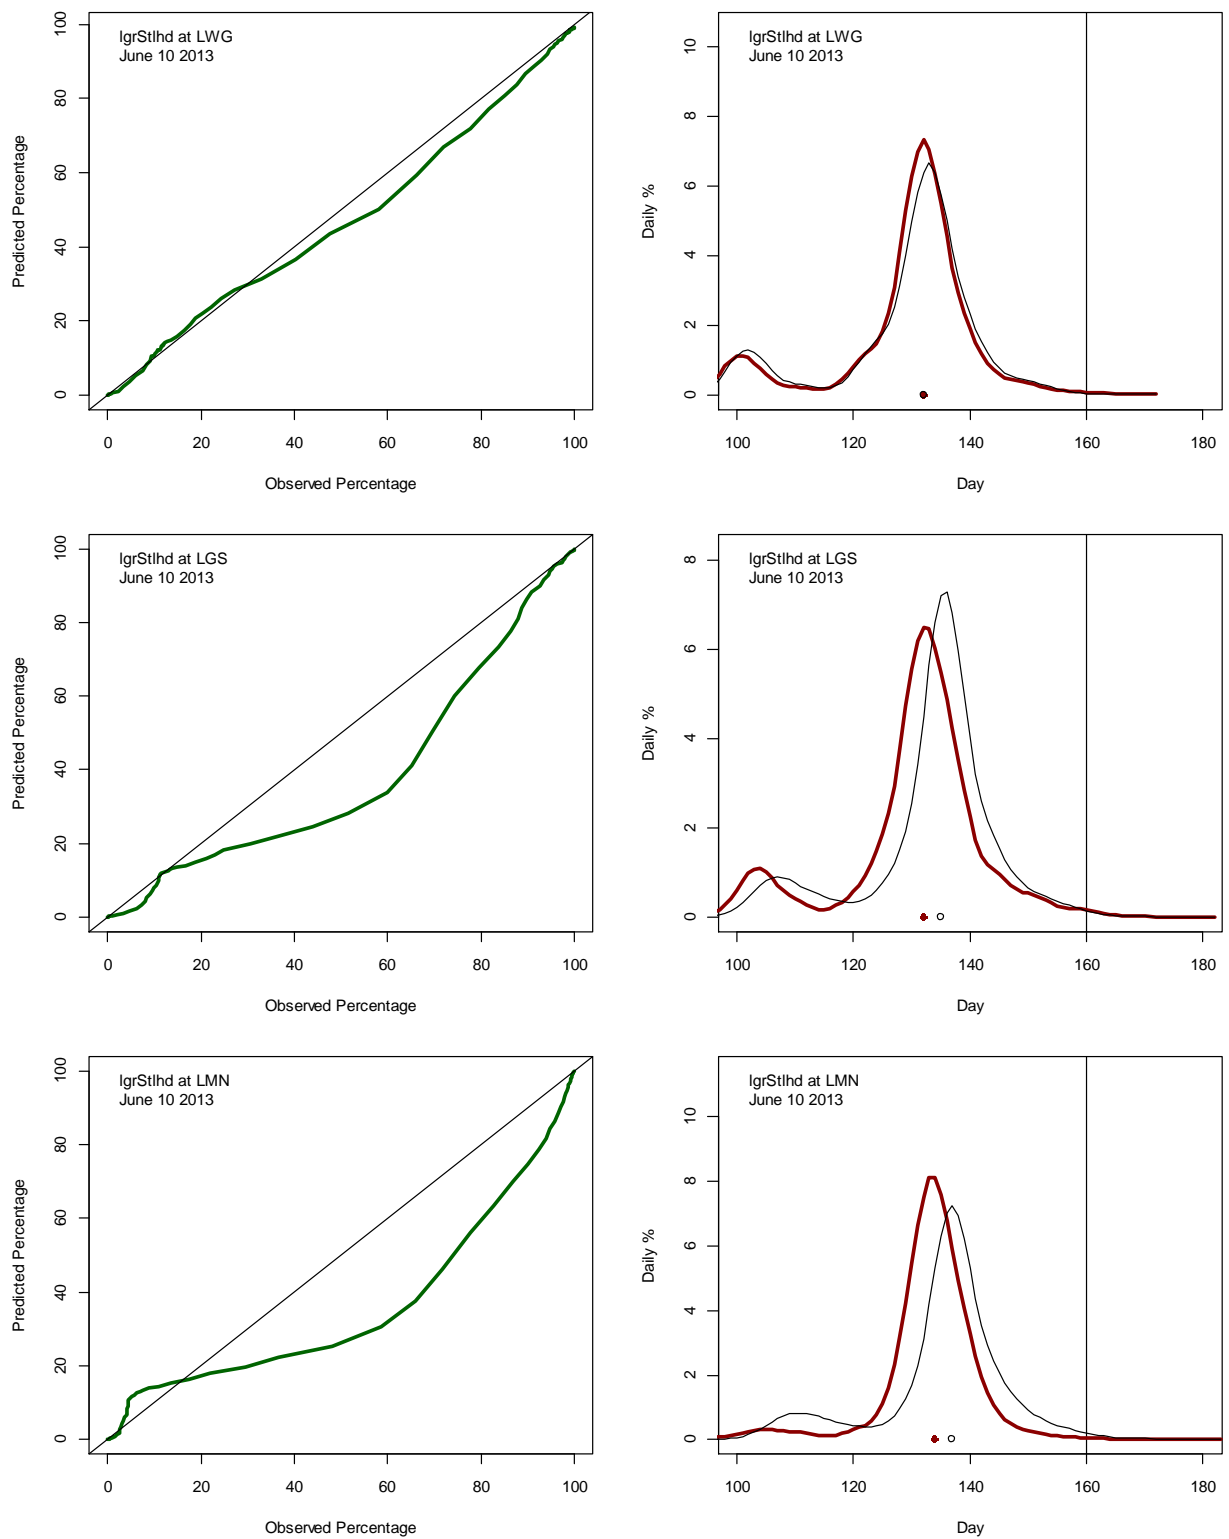 lgrStlhd at LWG
June 10 2013
Predicted Percentage
0 20 40 60 80 100
0 20 40 60 80 100
Observed Percentage
lgrStlhd at LWG
June 10 2013
Daily %
0 2 4 6 8 10
100 120 140 160 180
Day
lgrStlhd at LGS
June 10 2013
Predicted Percentage
0 20 40 60 80 100
0 20 40 60 80 100
Observed Percentage
lgrStlhd at LGS
June 10 2013
Daily %
0 2 4 6 8
100 120 140 160 180
Day
lgrStlhd at LMN
June 10 2013
Predicted Percentage
0 20 40 60 80 100
0 20 40 60 80 100
Observed Percentage
lgrStlhd at LMN
June 10 2013
Daily %
0 2 4 6 8 10
100 120 140 160 180
Day